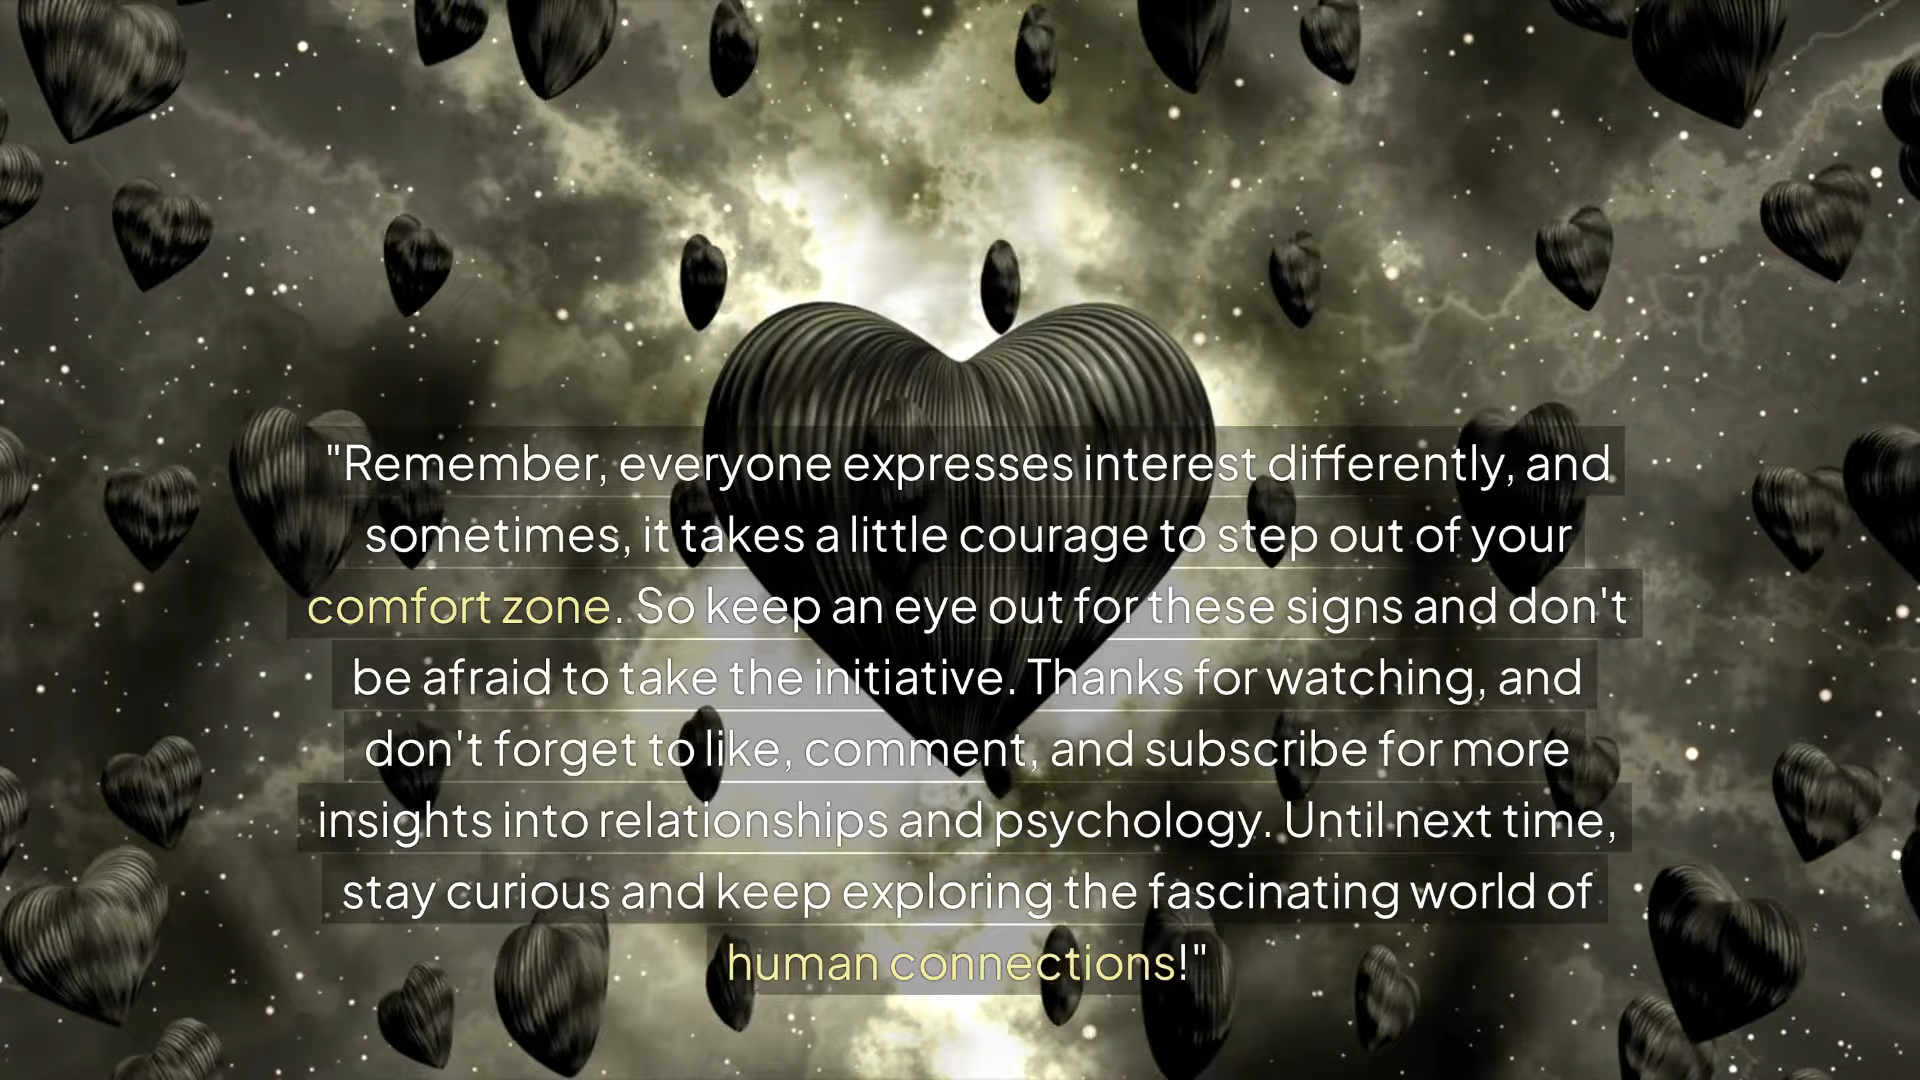 "Remember, everyone expresses interest differently, and
sometimes, it takes a little courage to step out of your
comfort zone. So keep an eye out for these signs and don't
be afraid to take the initiative. Thanks for watching, and
don't forget to like, comment, and subscribe for more
insights into relationships and psychology. Until next time,
stay curious and keep exploring the fascinating world of
human connections!"